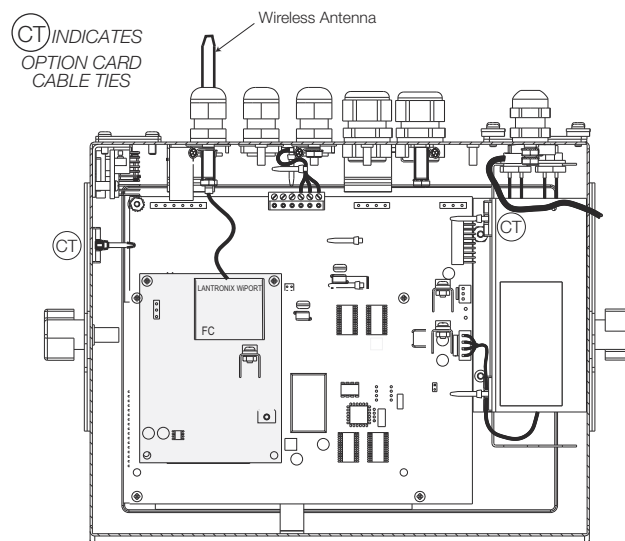 Wireless Antenna
CT INDICATES
OPTION CARD
CABLE TIES
CT
CT
LANTRONIX WiPORT
FC